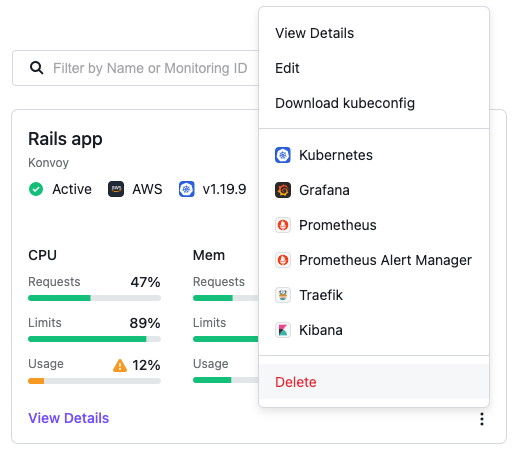 View Details
Edit
Download kubeconfig
Kubernetes
Grafana
Prometheus
Prometheus Alert Manager
Traefik
Kibana
Delete
Filter by Name or Monitoring ID
Rails app
Konvoy
Active AWS v1.19.9
CPU Mem
Requests 47% Requests
Limits 89% Limits
Usage 12% Usage
View Details